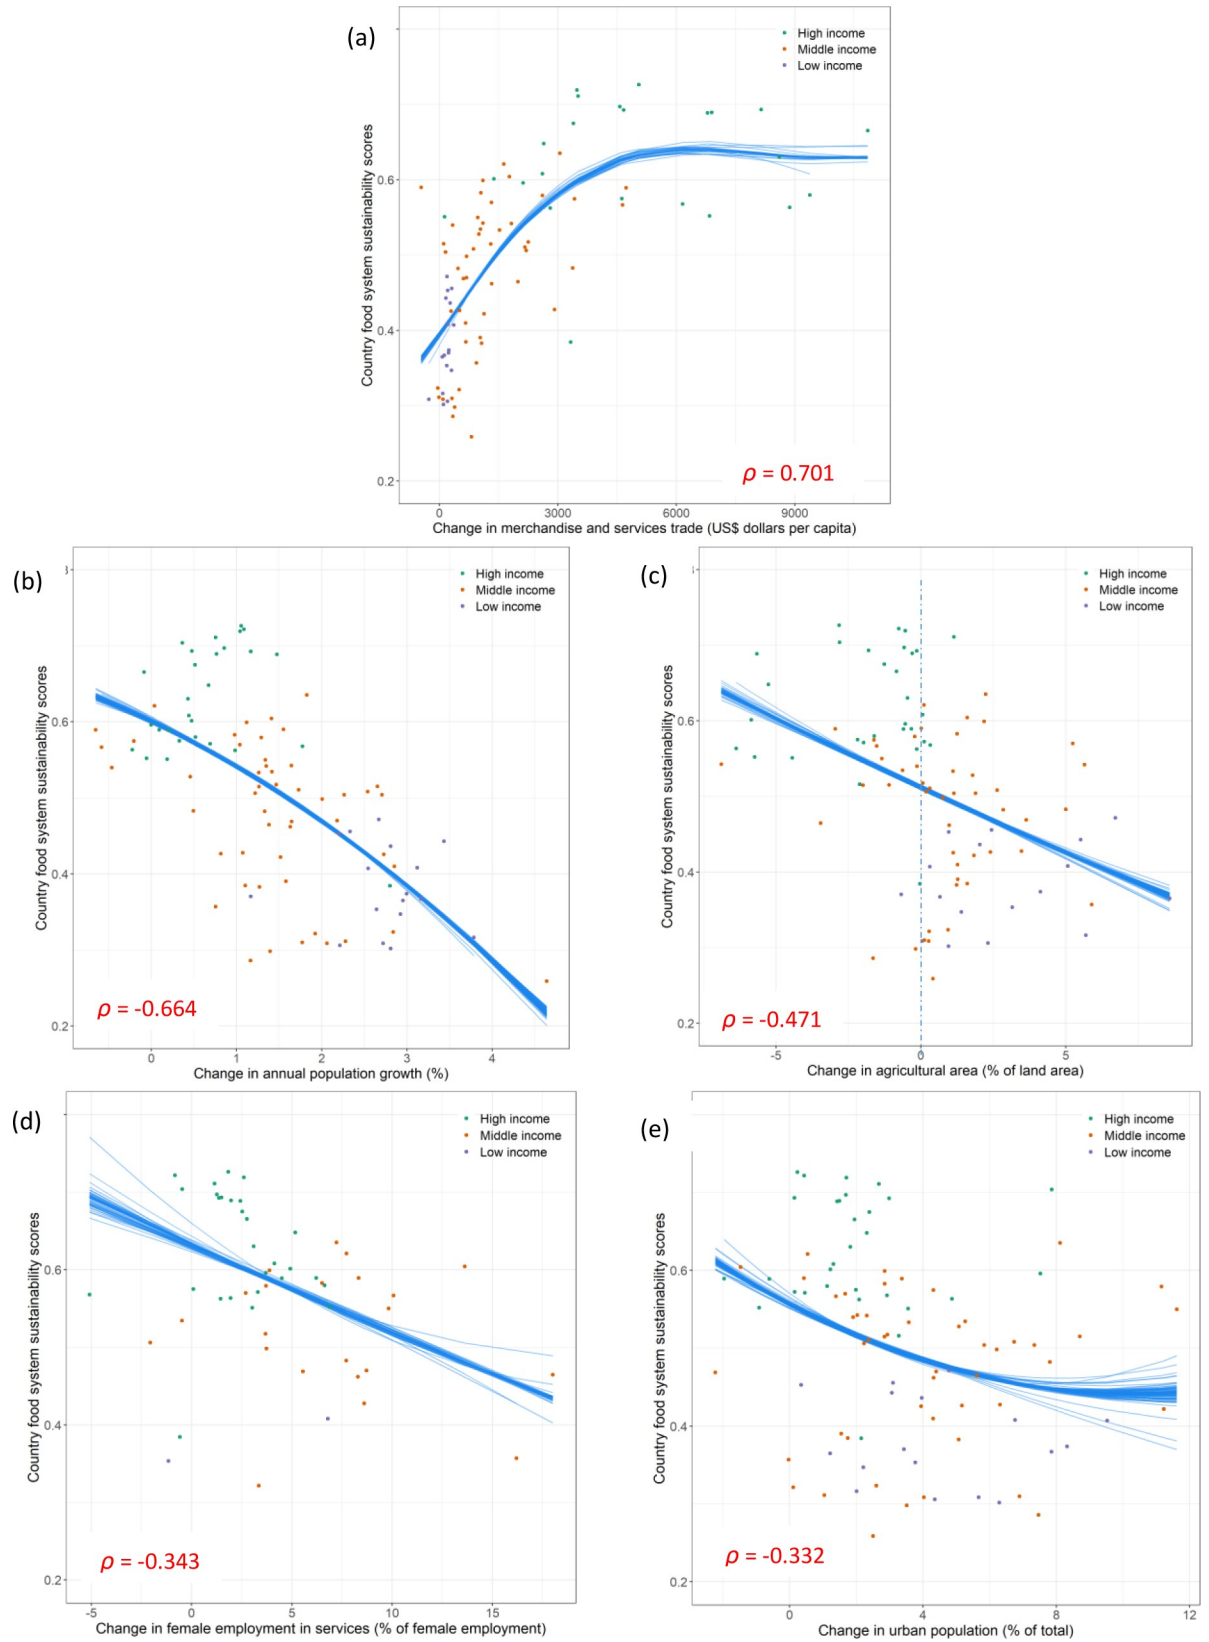 (a)
High income
Middle income
Low income
Country food system sustainability scores
0.6
0.4
0.2
ρ = 0.701
0 3000 6000 9000
Change in merchandise and services trade (US$ dollars per capita)
(b)
High income
Middle income
Low income
Country food system sustainability scores
0.6
0.4
0.2
ρ = -0.664
0 1 2 3 4
Change in annual population growth (%)
(c)
High income
Middle income
Low income
Country food system sustainability scores
0.6
0.4
0.2
ρ = -0.471
-5 0 5
Change in agricultural area (% of land area)
(d)
High income
Middle income
Low income
Country food system sustainability scores
0.6
0.4
0.2
ρ = -0.343
-5 0 5 10 15
Change in female employment in services (% of female employment)
(e)
High income
Middle income
Low income
Country food system sustainability scores
0.6
0.4
0.2
ρ = -0.332
0 4 8 12
Change in urban population (% of total)